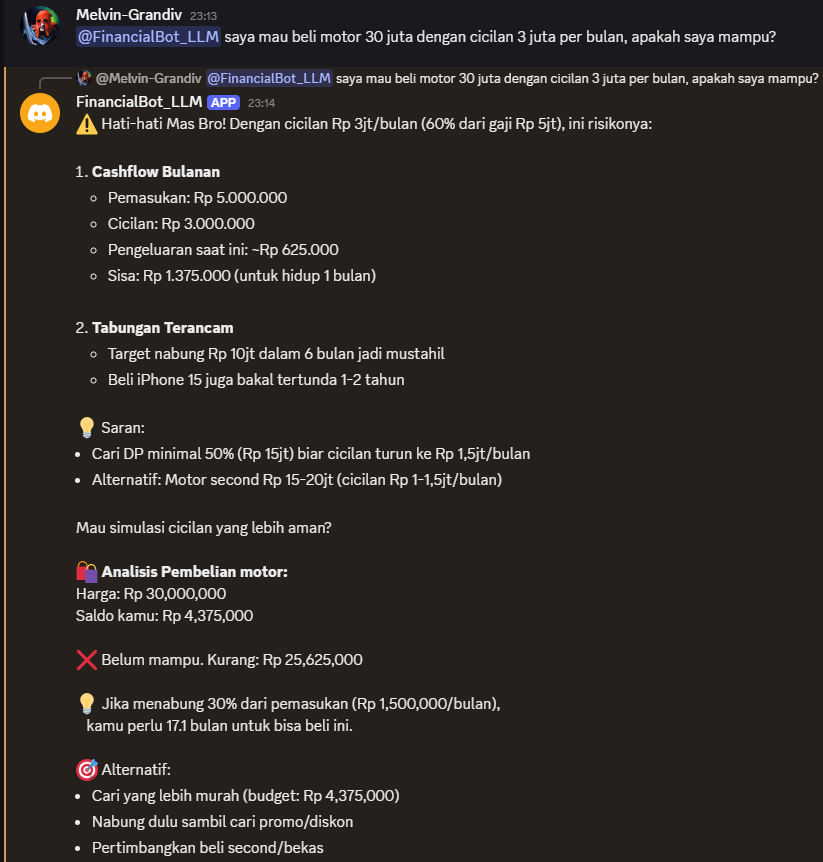 Melvin-Grandiv 23:13
@FinancialBot_LLM saya mau beli motor 30 juta dengan cicilan 3 juta per bulan, apakah saya mampu?
@Melvin-Grandiv @FinancialBot_LLM saya mau beli motor 30 juta dengan cicilan 3 juta per bulan, apakah saya mampu?
FinancialBot_LLM APP 23:14
⚠️ Hati-hati Mas Bro! Dengan cicilan Rp 3jt/bulan (60% dari gaji Rp 5jt), ini risikonya:
1. Cashflow Bulanan
◦ Pemasukan: Rp 5.000.000
◦ Cicilan: Rp 3.000.000
◦ Pengeluaran saat ini: ~Rp 625.000
◦ Sisa: Rp 1.375.000 (untuk hidup 1 bulan)
2. Tabungan Terancam
◦ Target nabung Rp 10jt dalam 6 bulan jadi mustahil
◦ Beli iPhone 15 juga bakal tertunda 1-2 tahun
💡 Saran:
• Cari DP minimal 50% (Rp 15jt) biar cicilan turun ke Rp 1,5jt/bulan
• Alternatif: Motor second Rp 15-20jt (cicilan Rp 1-1,5jt/bulan)
Mau simulasi cicilan yang lebih aman?
🛍️ Analisis Pembelian motor:
Harga: Rp 30,000,000
Saldo kamu: Rp 4,375,000
❌ Belum mampu. Kurang: Rp 25,625,000
💡 Jika menabung 30% dari pemasukan (Rp 1,500,000/bulan),
kamu perlu 17.1 bulan untuk bisa beli ini.
🎯 Alternatif:
• Cari yang lebih murah (budget: Rp 4,375,000)
• Nabung dulu sambil cari promo/diskon
• Pertimbangkan beli second/bekas